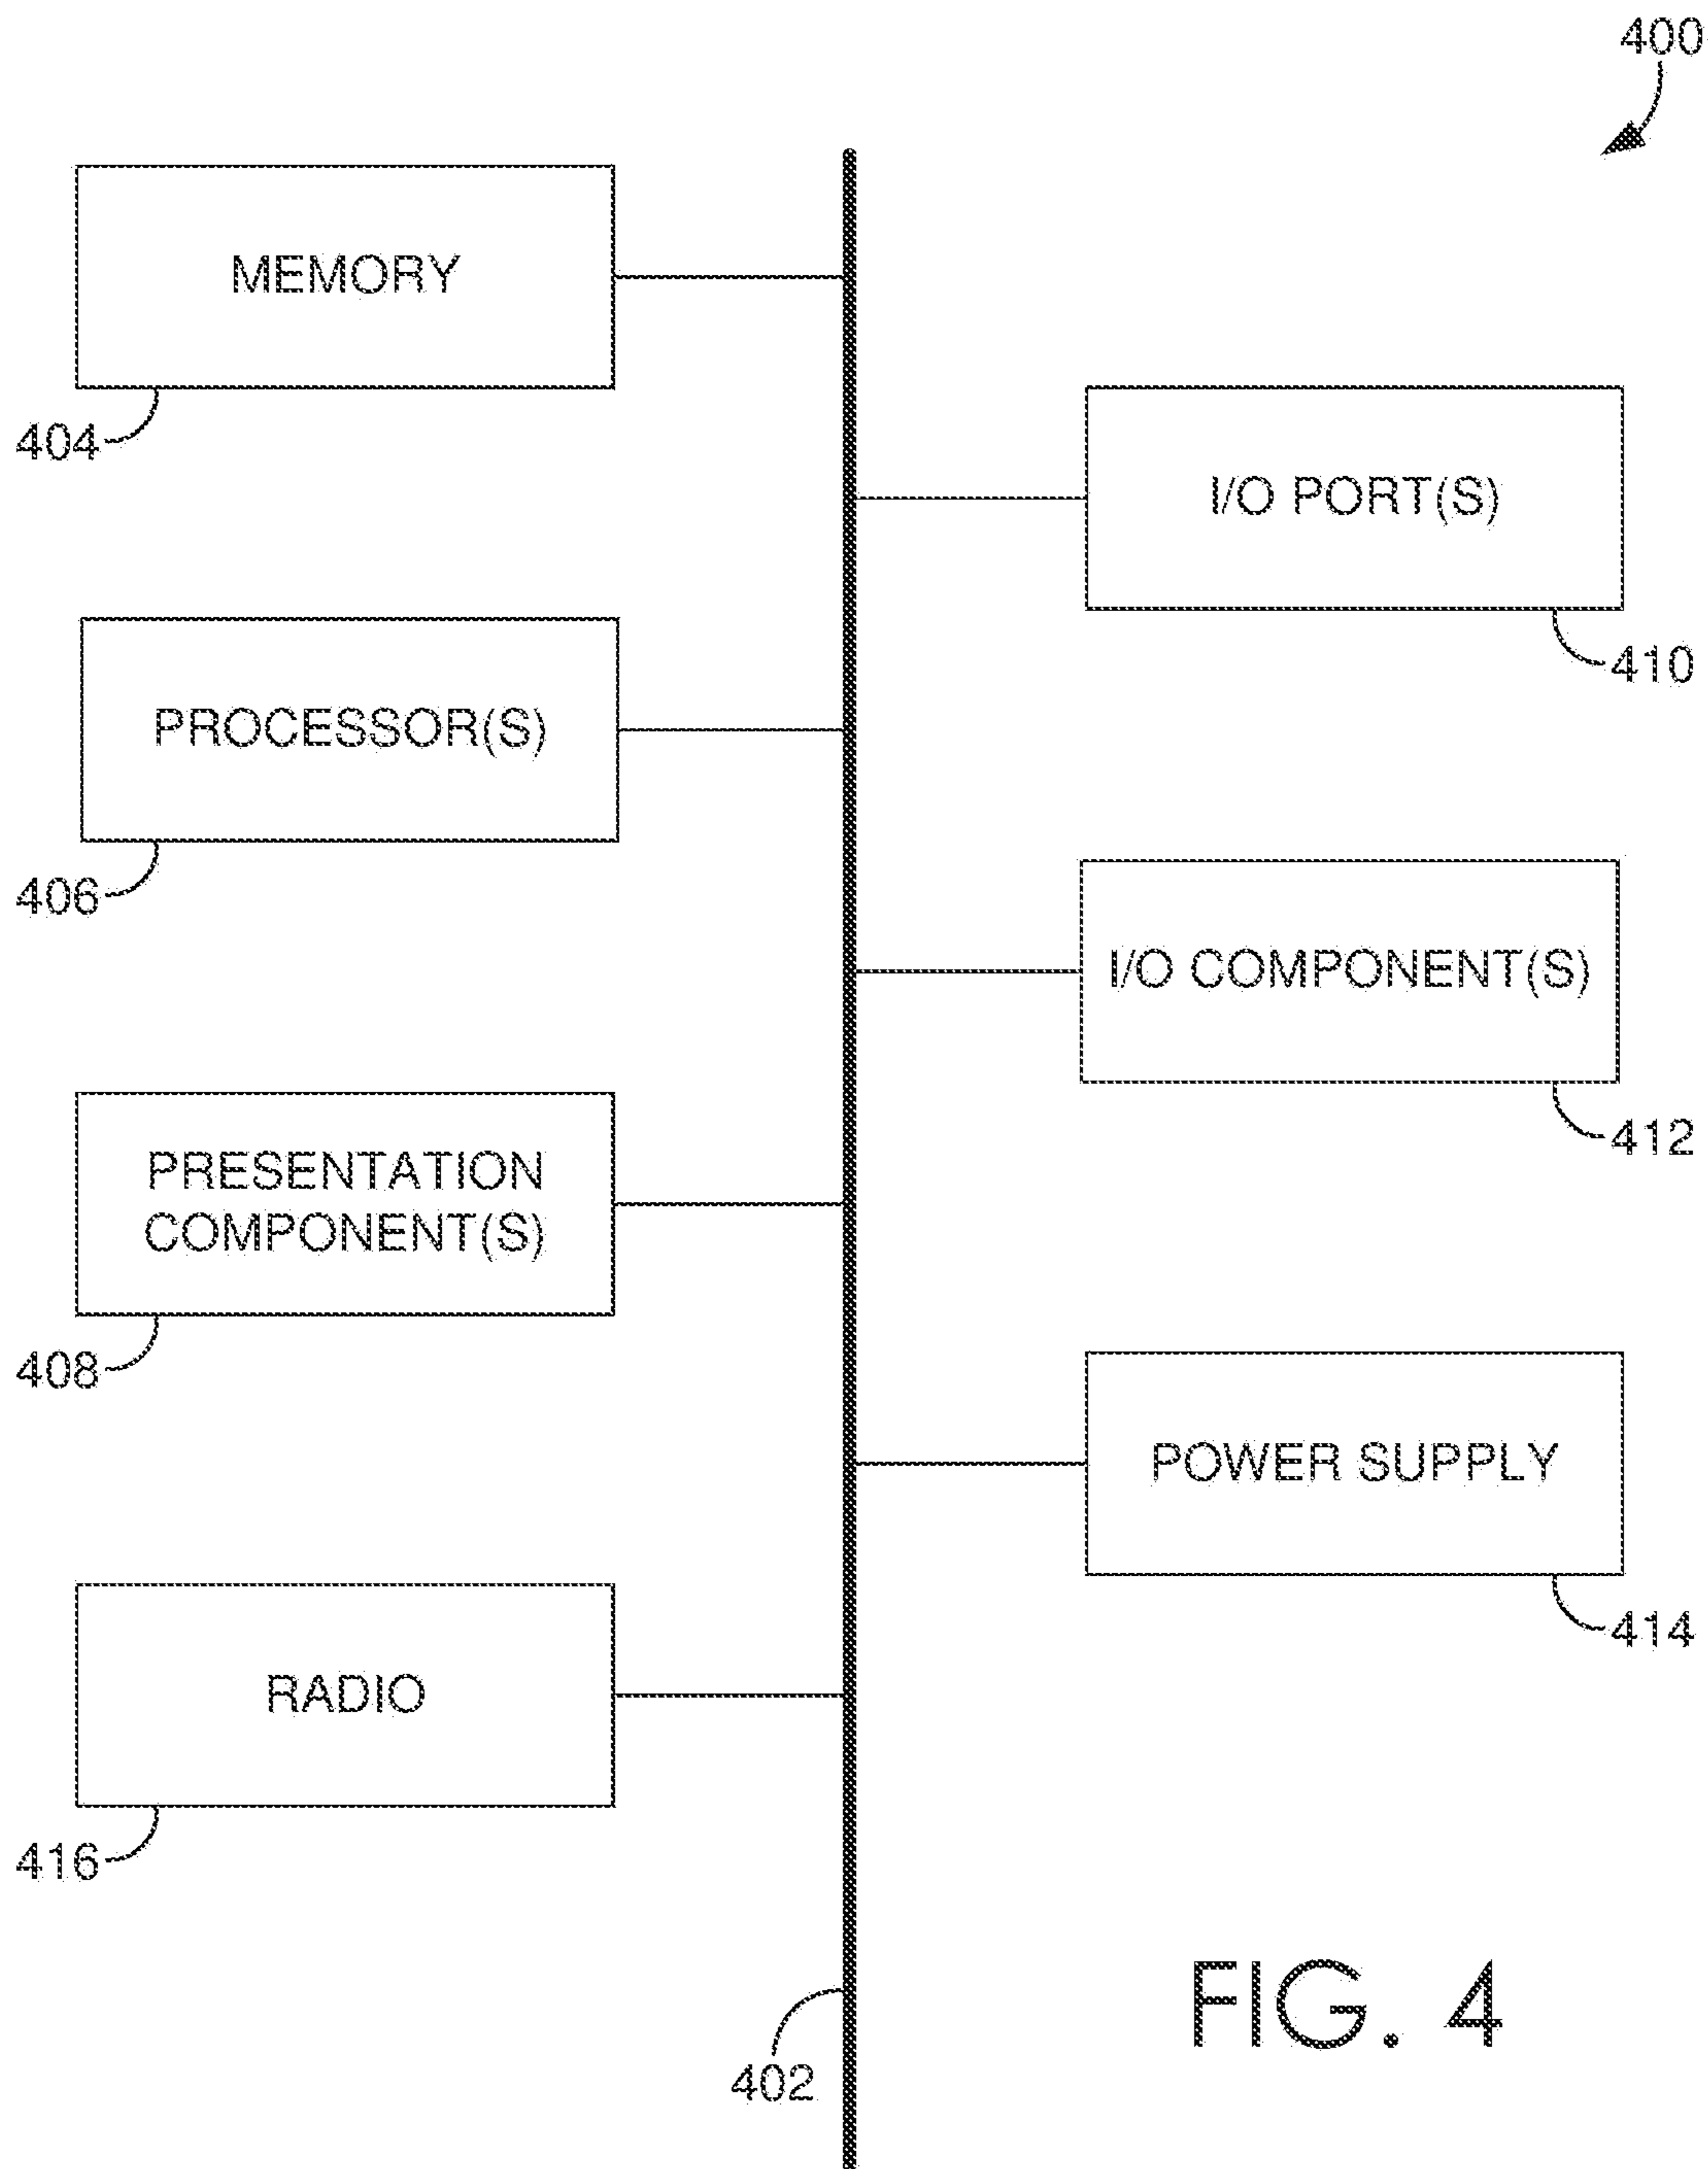 400
MEMORY
404
I/O PORT(S)
410
PROCESSOR(S)
406
I/O COMPONENT(S)
412
PRESENTATION
COMPONENT(S)
408
POWER SUPPLY
414
RADIO
416
402
FIG. 4